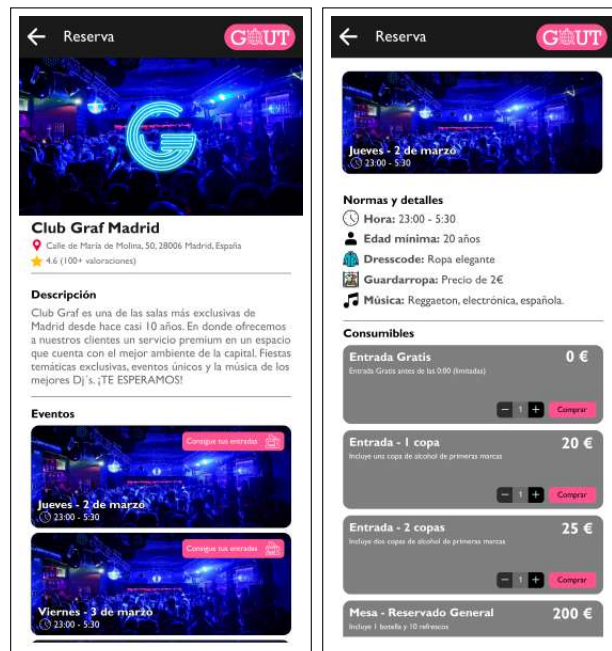 Reserva
GOUT
Club Graf Madrid
Calle de María de Molina, 50, 28006 Madrid, España
4.6 (100+ valoraciones)
Descripción
Club Graf es una de las salas más exclusivas de
Madrid desde hace casi 10 años. En donde ofrecemos
a nuestros clientes un servicio premium en un espacio
que cuenta con el mejor ambiente de la capital. Fiestas
temáticas exclusivas, eventos únicos y la música de los
mejores Dj´s. ¡TE ESPERAMOS!
Eventos
Consigue tus entradas
Jueves - 2 de marzo
23:00 - 5:30
Consigue tus entradas
Viernes - 3 de marzo
23:00 - 5:30
Reserva
GOUT
Jueves - 2 de marzo
23:00 - 5:30
Normas y detalles
Hora: 23:00 - 5:30
Edad mínima: 20 años
Dresscode: Ropa elegante
Guardarropa: Precio de 2€
Música: Reggaeton, electrónica, española.
Consumibles
Entrada Gratis 0 €
Entrada Gratis antes de las 0:00 (limitadas)
1 Comprar
Entrada - 1 copa 20 €
Incluye una copa de alcohol de primeras marcas
1 Comprar
Entrada - 2 copas 25 €
Incluye dos copas de alcohol de primeras marcas
1 Comprar
Mesa - Reservado General 200 €
Incluye 1 botella y 10 refrescos